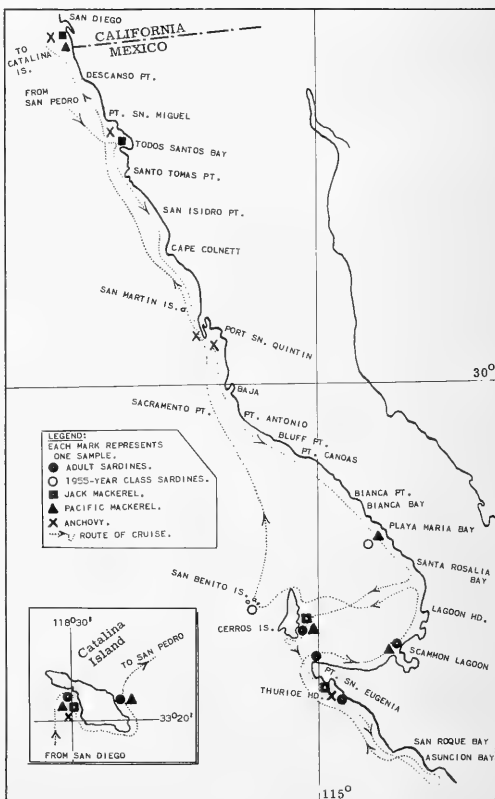 SAN DIEGO
CALIFORNIA
MEXICO
TO
CATALINA
IS.
DESCANSO PT.
FROM
SAN PEDRO
PT. SN. MIGUEL
TODOS SANTOS BAY
SANTO TOMAS PT.
SAN ISIDRO PT.
CAPE COLNETT
SAN MARTIN IS.
PORT SN. QUINTIN
30°
BAJA
SACRAMENTO PT.
PT. ANTONIO
BLUFF PT.
PT. CANOAS
LEGEND:
EACH MARK REPRESENTS
ONE SAMPLE.
ADULT SARDINES.
1955-YEAR CLASS SARDINES.
JACK MACKEREL.
PACIFIC MACKEREL.
ANCHOVY.
ROUTE OF CRUISE.
BIANCA PT.
BIANCA BAY
PLAYA MARIA BAY
SANTA ROSALIA
BAY
SAN BENITO IS.
LAGOON HD.
CERROS IS.
SCAMMON LAGOON
PT. SN. EUGENIA
THURIOE HD.
SAN ROQUE BAY
ASUNCION BAY
115°
118°30'
Catalina
Island
TO SAN PEDRO
33°20'
FROM SAN DIEGO